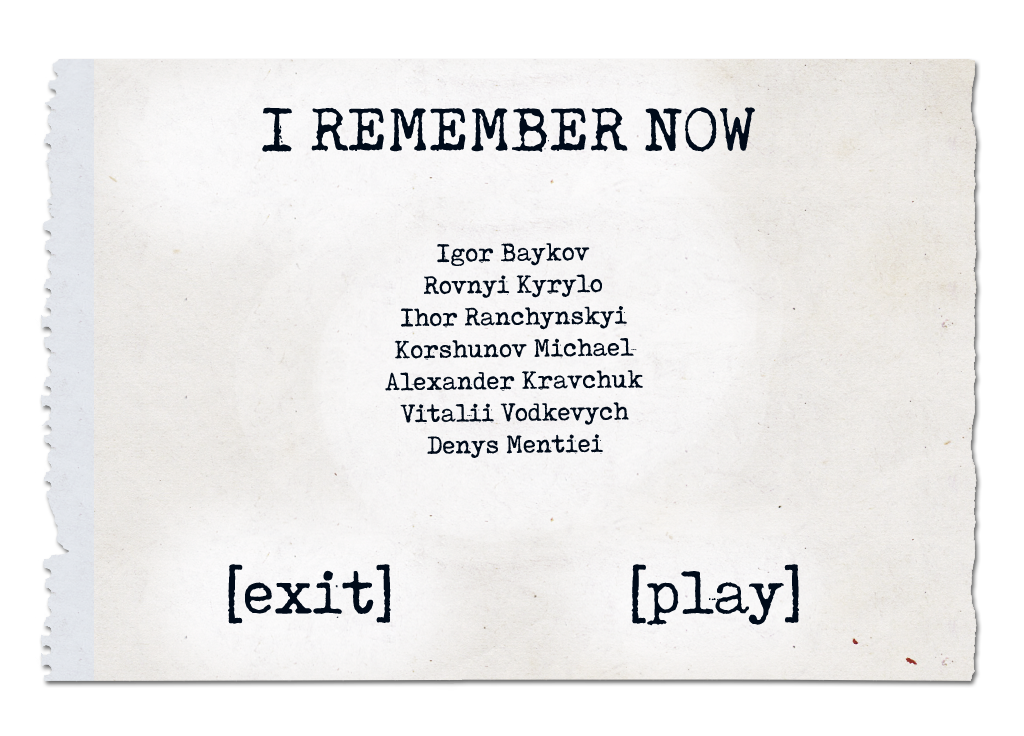 I REMEMBER NOW
Igor Baykov
Rovnyi Kyrylo
Ihor Ranchynskyi
Korshunov Michael
Alexander Kravchuk
Vitalii Vodkevych
Denys Mentiei
[exit] [play]